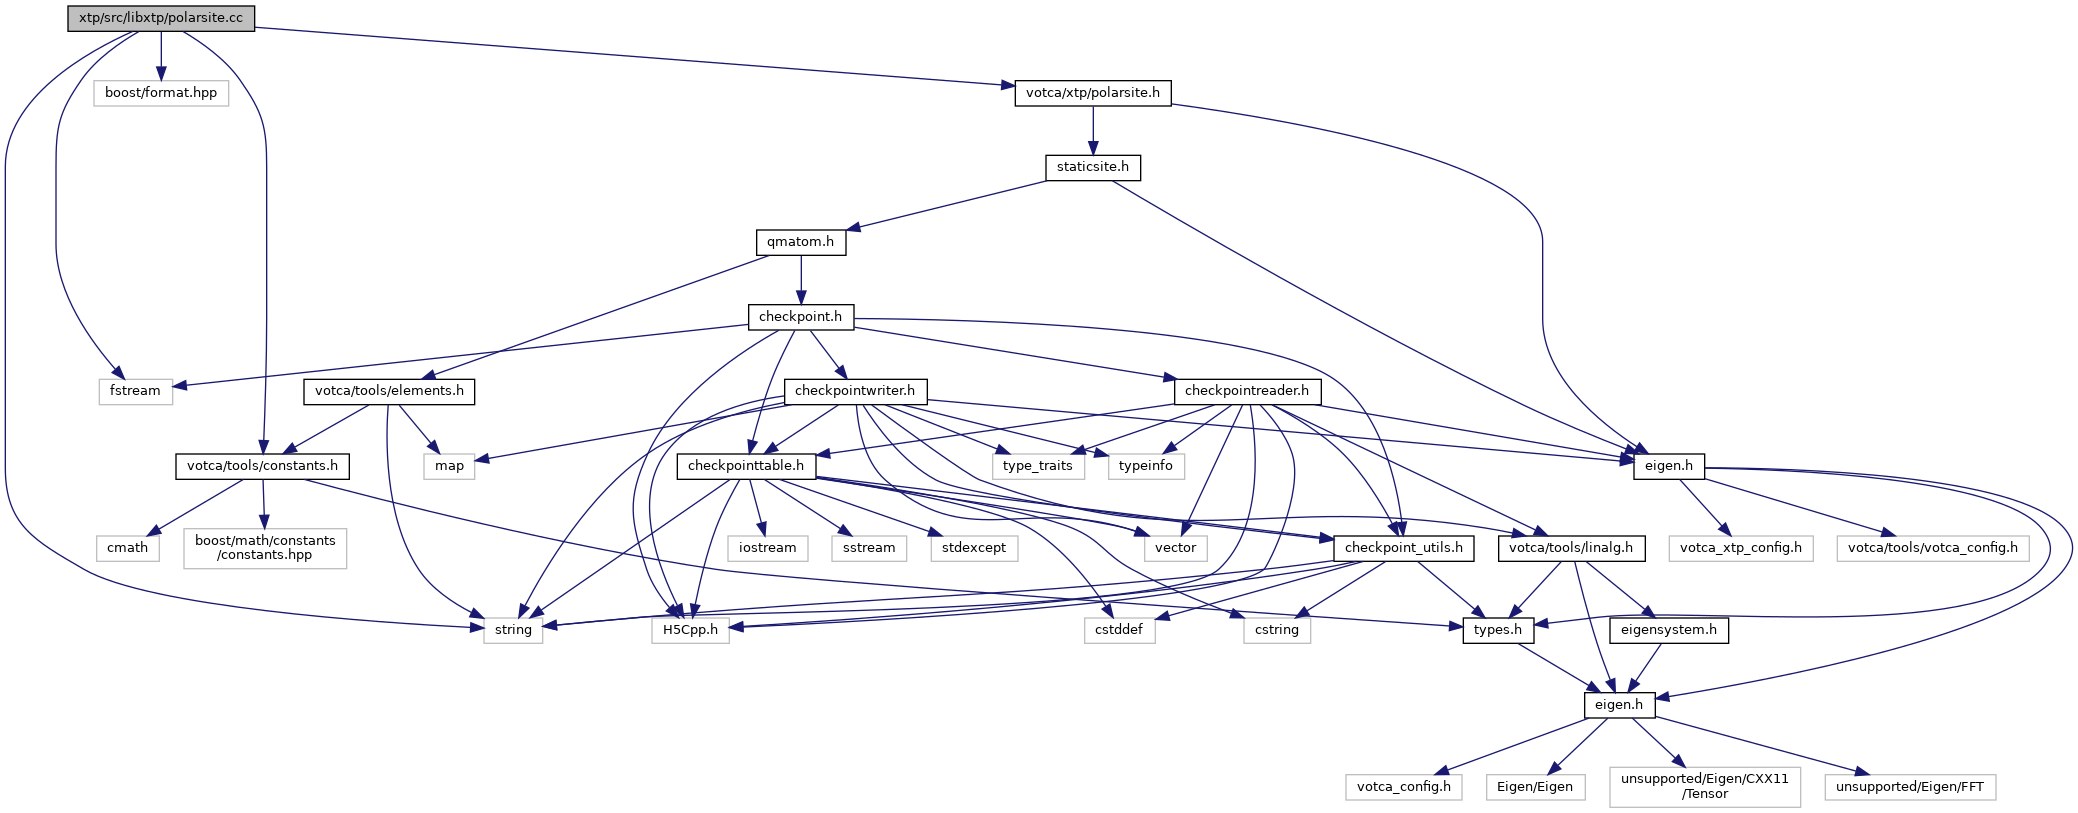 xtp/src/libxtp/polarsite.cc
boost/format.hpp
votca/xtp/polarsite.h
staticsite.h
qmatom.h
checkpoint.h
fstream
votca/tools/elements.h
checkpointwriter.h
checkpointreader.h
votca/tools/constants.h
map
checkpointtable.h
type_traits
typeinfo
eigen.h
cmath
boost/math/constants
/constants.hpp
iostream
sstream
stdexcept
vector
checkpoint_utils.h
votca/tools/linalg.h
votca_xtp_config.h
votca/tools/votca_config.h
string
H5Cpp.h
cstddef
cstring
types.h
eigensystem.h
eigen.h
votca_config.h
Eigen/Eigen
unsupported/Eigen/CXX11
/Tensor
unsupported/Eigen/FFT